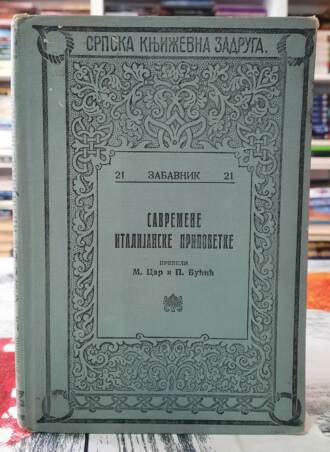 СРПСКА КЊИЖЕВНА ЗАДРУГА.
21 ЗАБАВНИК 21
САВРЕМЕНЕ
ИТАЛИЈАНСКЕ ПРИПОВЕТКЕ
ПРЕВЕЛИ
М. Цар и П. Бућић